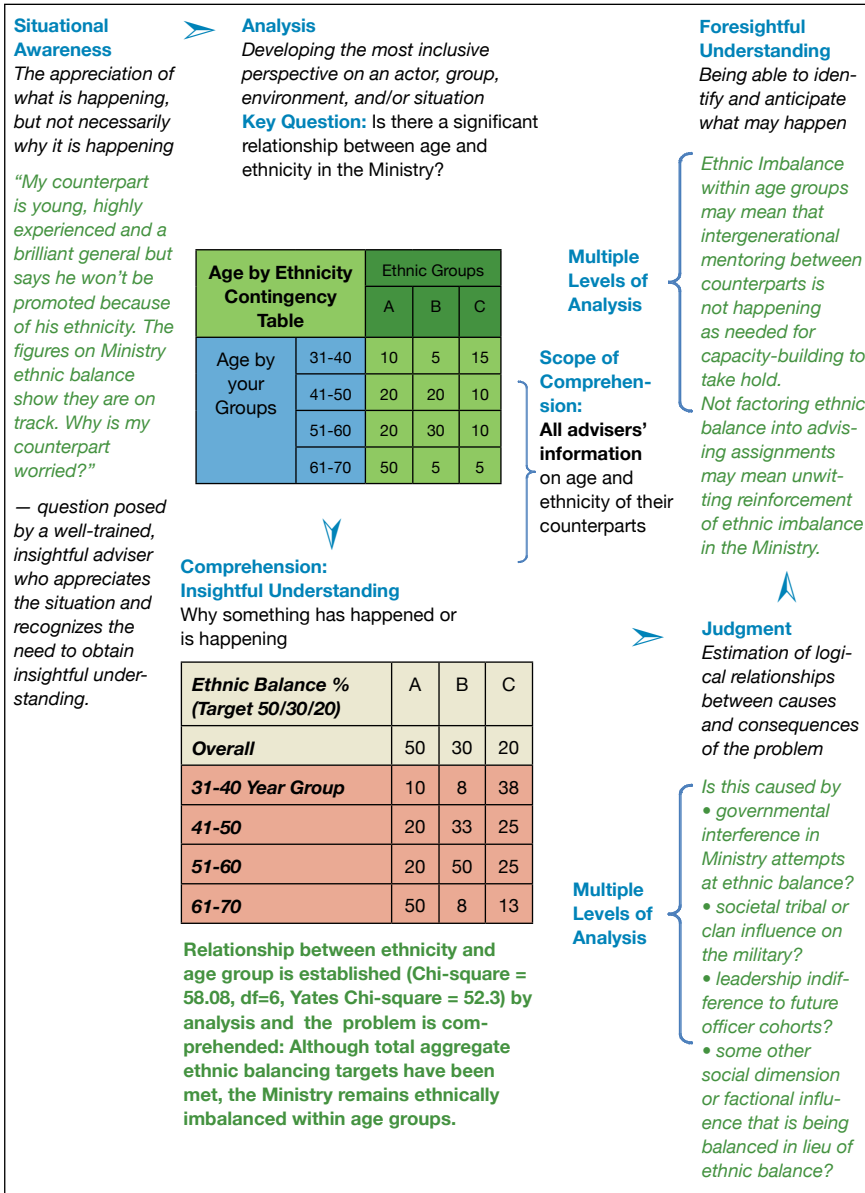 Situational
Awareness
The appreciation of
what is happening,
but not necessarily
why it is happening
“My counterpart
is young, highly
experienced and a
brilliant general but
says he won’t be
promoted because
of his ethnicity. The
figures on Ministry
ethnic balance
show they are on
track. Why is my
counterpart
worried?”
— question posed
by a well-trained,
insightful adviser
who appreciates
the situation and
recognizes the
need to obtain
insightful under-
standing.
Analysis
Developing the most inclusive
perspective on an actor, group,
environment, and/or situation
Key Question: Is there a significant
relationship between age and
ethnicity in the Ministry?
Age by Ethnicity
Contingency
Table
Ethnic Groups
A B C
Age by
your
Groups
31-40 10 5 15
41-50 20 20 10
51-60 20 30 10
61-70 50 5 5
Scope of
Comprehen-
sion:
All advisers’
information
on age and
ethnicity of their
counterparts
Comprehension:
Insightful Understanding
Why something has happened or
is happening
Ethnic Balance % A B C
(Target 50/30/20)
Overall 50 30 20
31-40 Year Group 10 8 38
41-50 20 33 25
51-60 20 50 25
61-70 50 8 13
Relationship between ethnicity and
age group is established (Chi-square =
58.08, df=6, Yates Chi-square = 52.3) by
analysis and the problem is com-
prehended: Although total aggregate
ethnic balancing targets have been
met, the Ministry remains ethnically
imbalanced within age groups.
Judgment
Estimation of logi-
cal relationships
between causes
and consequences
of the problem
Multiple
Levels of
Analysis
Is this caused by
• governmental
interference in
Ministry attempts
at ethnic balance?
• societal tribal or
clan influence on
the military?
• leadership indif-
ference to future
officer cohorts?
• some other
social dimension
or factional influ-
ence that is being
balanced in lieu of
ethnic balance?
Foresightful
Understanding
Being able to iden-
tify and anticipate
what may happen
Multiple
Levels of
Analysis
Ethnic Imbalance
within age groups
may mean that
intergenerational
mentoring between
counterparts is
not happening
as needed for
capacity-building to
take hold.
Not factoring ethnic
balance into advis-
ing assignments
may mean unwit-
ting reinforcement
of ethnic imbalance
in the Ministry.